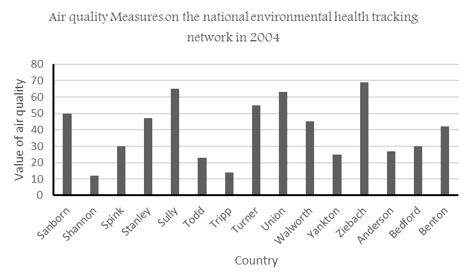 Air quality Measures on the national environmental health tracking
network in 2004
Value of air quality
80
70
60
50
40
30
20
10
0
Sanborn
Shannon
Spink
Stanley
Sully
Todd
Tripp
Turner
Union
Walworth
Yankton
Ziebach
Anderson
Bedford
Benton
Country